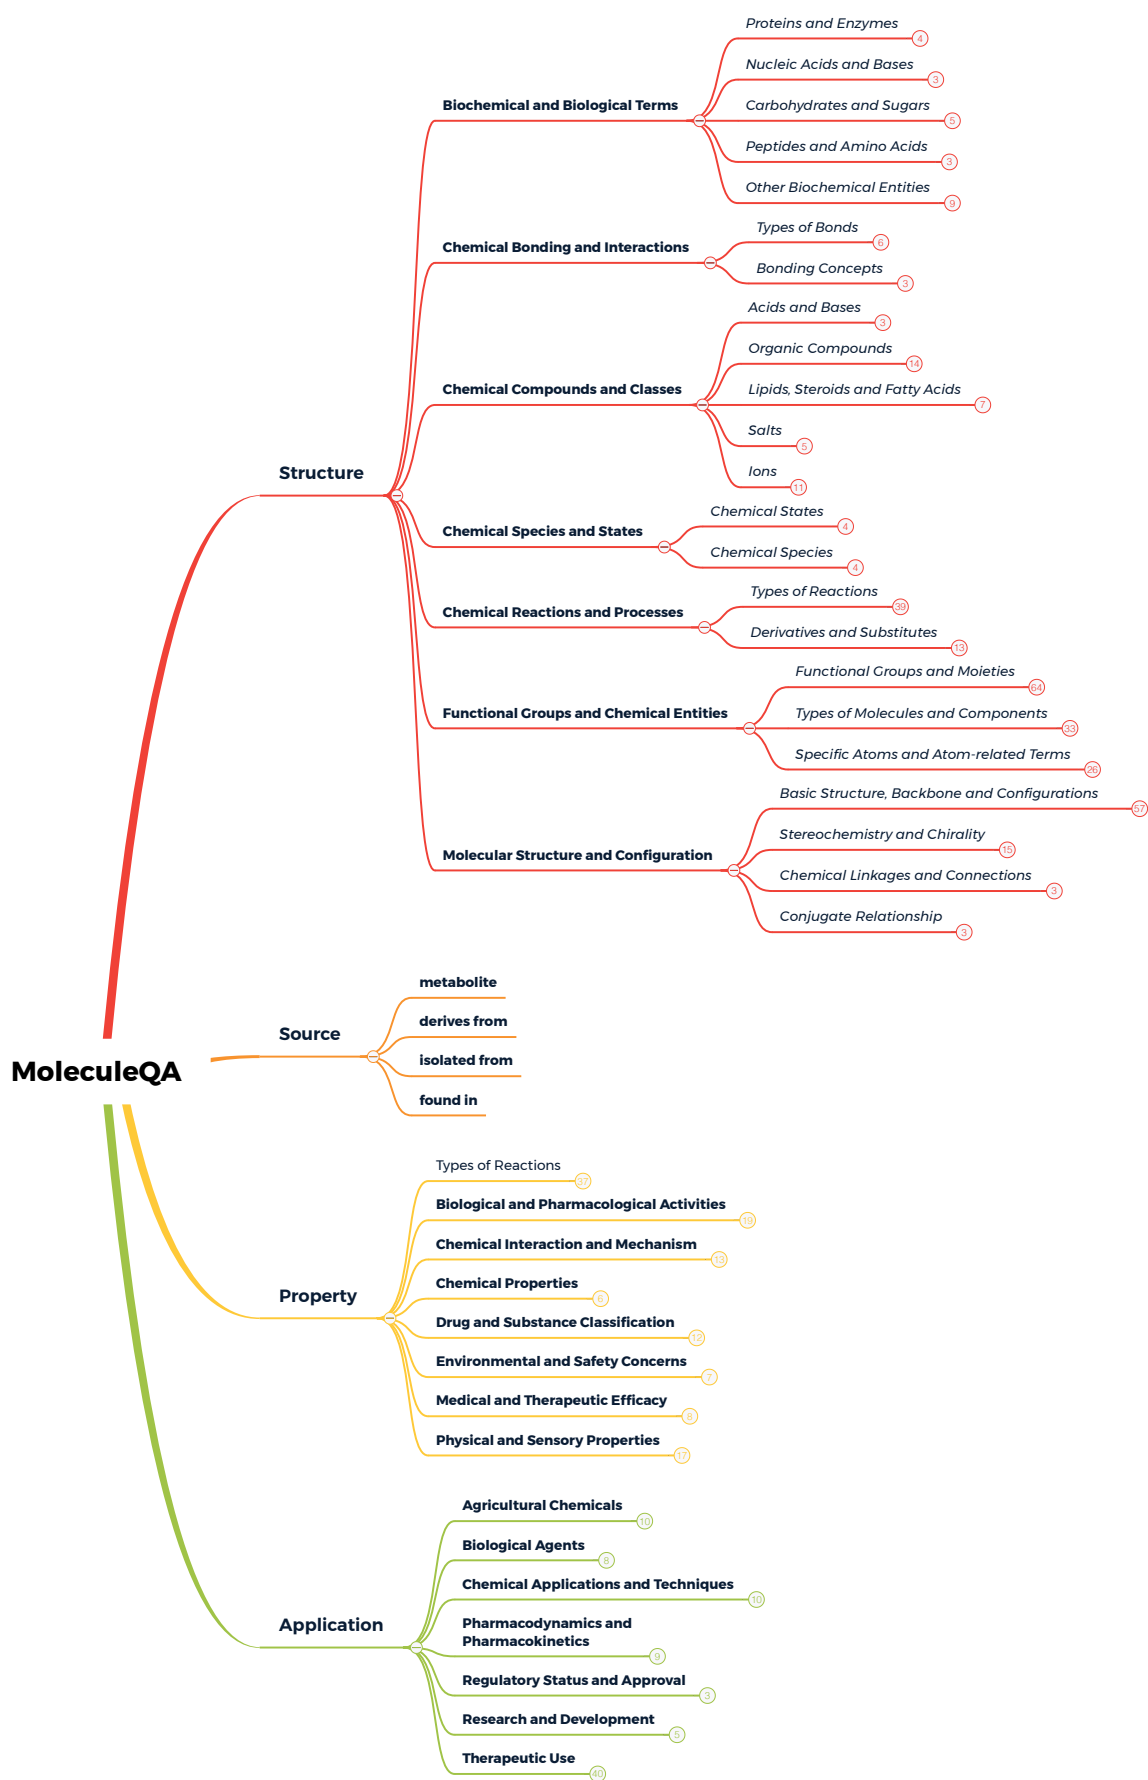 Proteins and Enzymes
4
Nucleic Acids and Bases
3
Biochemical and Biological Terms
Carbohydrates and Sugars
5
Peptides and Amino Acids
3
Other Biochemical Entities
9
Types of Bonds
6
Chemical Bonding and Interactions
Bonding Concepts
3
Acids and Bases
3
Organic Compounds
14
Chemical Compounds and Classes
Lipids, Steroids and Fatty Acids
7
Salts
5
Structure
Ions
11
Chemical States
4
Chemical Species and States
Chemical Species
4
Types of Reactions
39
Chemical Reactions and Processes
Derivatives and Substitutes
13
Functional Groups and Moieties
64
Functional Groups and Chemical Entities
Types of Molecules and Components
33
Specific Atoms and Atom-related Terms
26
Basic Structure, Backbone and Configurations
57
Stereochemistry and Chirality
15
Molecular Structure and Configuration
Chemical Linkages and Connections
3
Conjugate Relationship
3
metabolite
Source
derives from
isolated from
MoleculeQA
found in
Types of Reactions
37
Biological and Pharmacological Activities
19
Chemical Interaction and Mechanism
13
Chemical Properties
6
Property
Drug and Substance Classification
12
Environmental and Safety Concerns
7
Medical and Therapeutic Efficacy
8
Physical and Sensory Properties
17
Agricultural Chemicals
10
Biological Agents
8
Chemical Applications and Techniques
10
Application
Pharmacodynamics and
Pharmacokinetics
9
Regulatory Status and Approval
3
Research and Development
5
Therapeutic Use
40